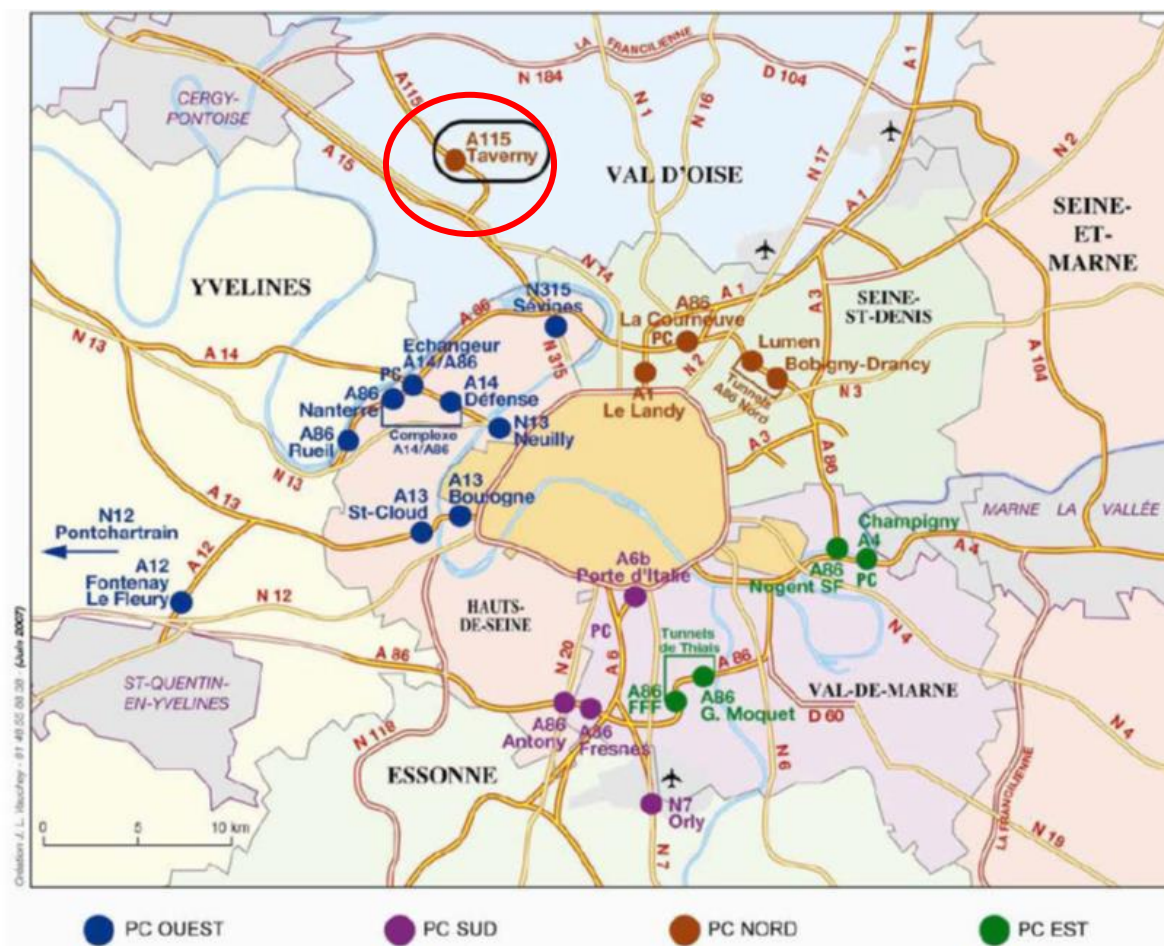 LA FRANCILIENNE
N 184
D 104
A 1
A115
N 1
N 16
CERGY-
PONTOISE
A 15
A115
Taverny
VAL D'OISE
N 17
N 2
A 1
SEINE-
ET-
MARNE
YVELINES
N 14
N315
Sévines
A 86
A86
La Courneuve
A 1
PC
A 3
SEINE-
ST-DENIS
N 13
A 14
Echangeur
A14/A86
PC
N 315
N 2
Lumen
Bobigny-Drancy
A 104
A86
Nanterre
A14
Défense
A1
Le Landy
Tunnels
A86 Nord
N 3
A86
Rueil
Complexe
A14/A86
N13
Neuilly
A 3
A 86
N 13
A 13
A13
St-Cloud
A13
Boulogne
N12
Pontchartrain
Champigny
A4
MARNE LA VALLÉE
A 4
A 12
A12
Fontenay
Le Fleury
A6b
Porte d'Italie
A86
Nogent SF
PC
N 12
HAUTS-
DE-SEINE
PC
N 4
Tunnels
de Thiais
A 86
N 20
A 6
A 86
ST-QUENTIN
EN-YVELINES
A86
FFF
A86
G. Moquet
VAL-DE-MARNE
D 60
A86
Antony
A86
Fresnes
N 118
N 6
N 4
ESSONNE
N7
Orly
N 7
N 19
LA FRANCILIENNE
0 5 10 km
(Juin 2007)
PC OUEST
PC SUD
PC NORD
PC EST